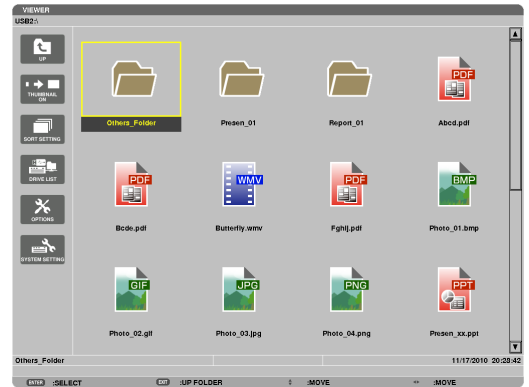 VIEWER
USB2:\
UP
THUMBNAIL
ON
SORT SETTING
DRIVE LIST
OPTIONS
SYSTEM SETTING
Others_Folder
Presen_01
Report_01
PDF
Abcd.pdf
PDF
Bcde.pdf
WMV
Butterfly.wmv
PDF
Fghij.pdf
BMP
Photo_01.bmp
GIF
Photo_02.gif
JPG
Photo_03.jpg
PNG
Photo_04.png
PPT
Presen_xx.ppt
Others_Folder
11/17/2010 20:28:42
ENTER :SELECT
EXIT :UP FOLDER
:MOVE
:MOVE